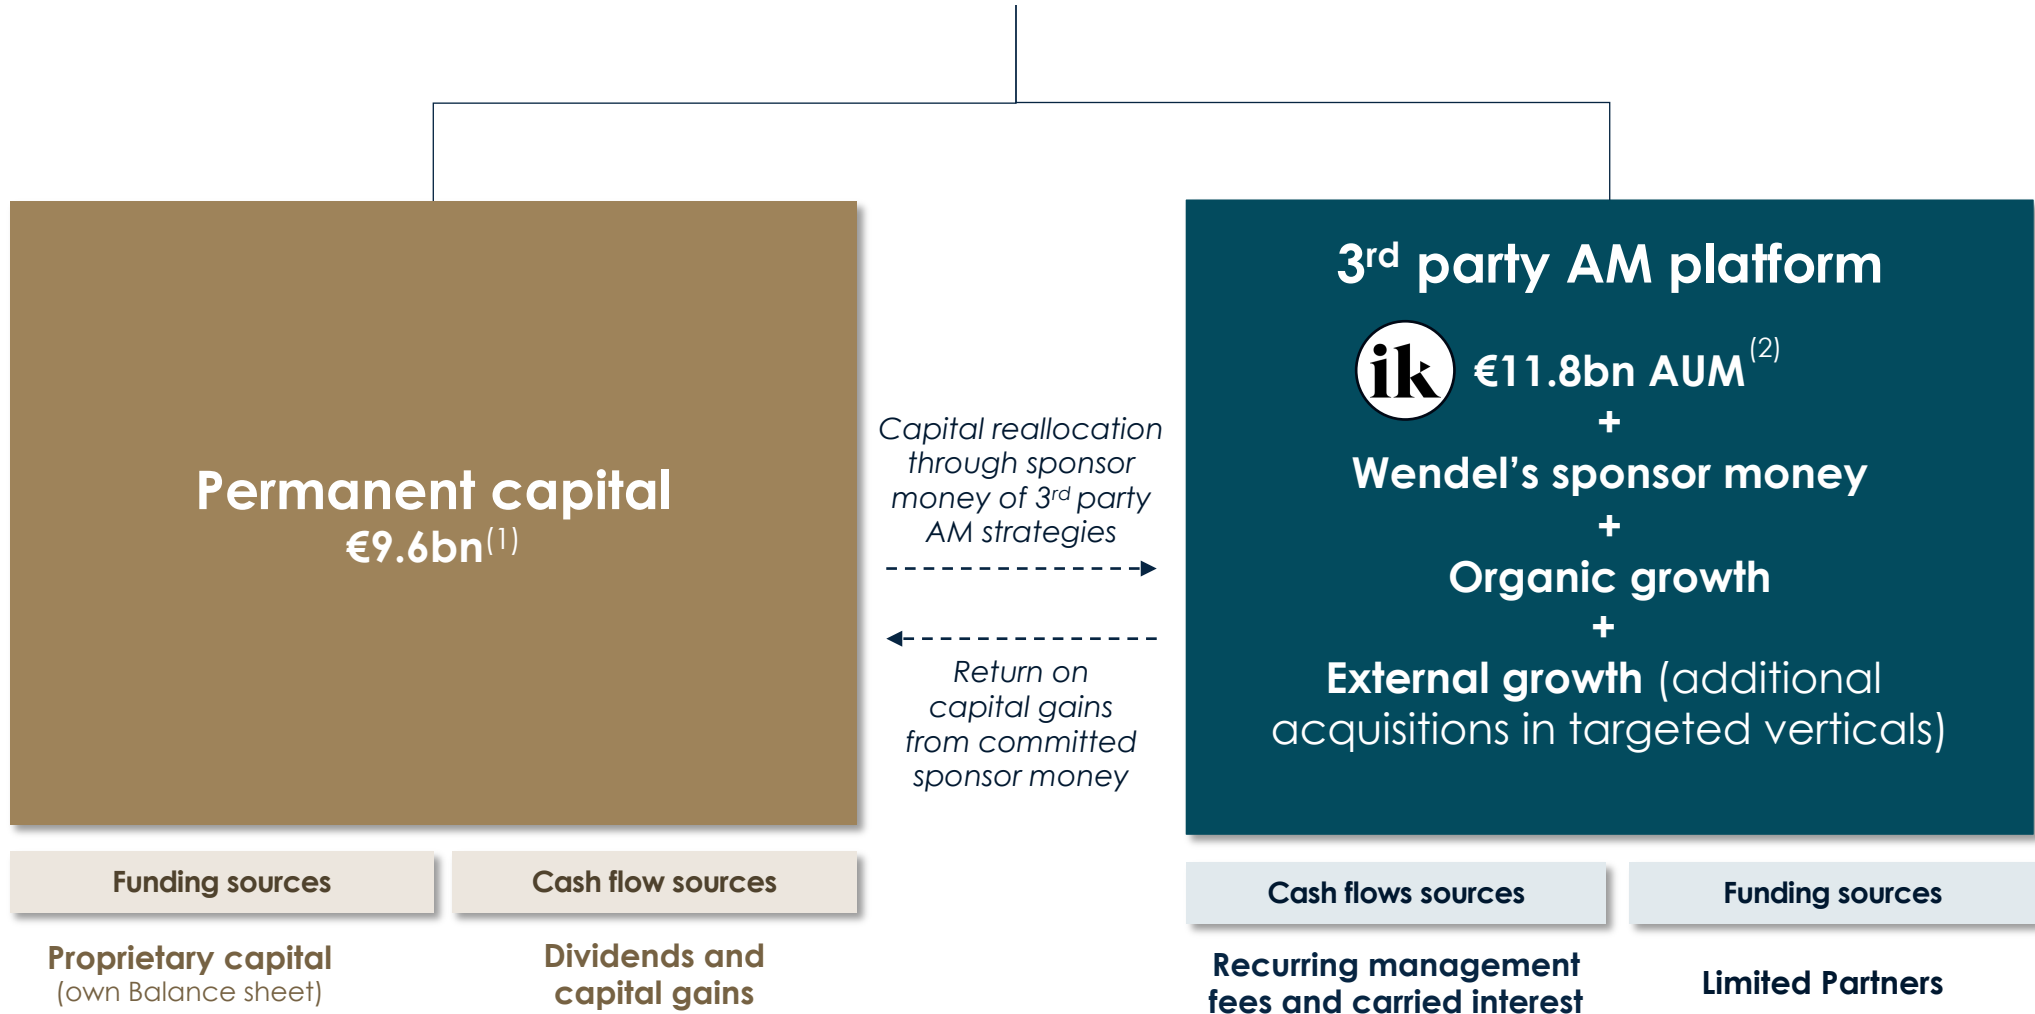 Permanent capital
€9.6bn(1)
Funding sources
Cash flow sources
Proprietary capital
(own Balance sheet)
Dividends and
capital gains
Capital reallocation
through sponsor
money of 3rd party
AM strategies
Return on
capital gains
from committed
sponsor money
3rd party AM platform
ik €11.8bn AUM(2)
+
Wendel’s sponsor money
+
Organic growth
+
External growth (additional
acquisitions in targeted verticals)
Cash flows sources
Funding sources
Recurring management
fees and carried interest
Limited Partners